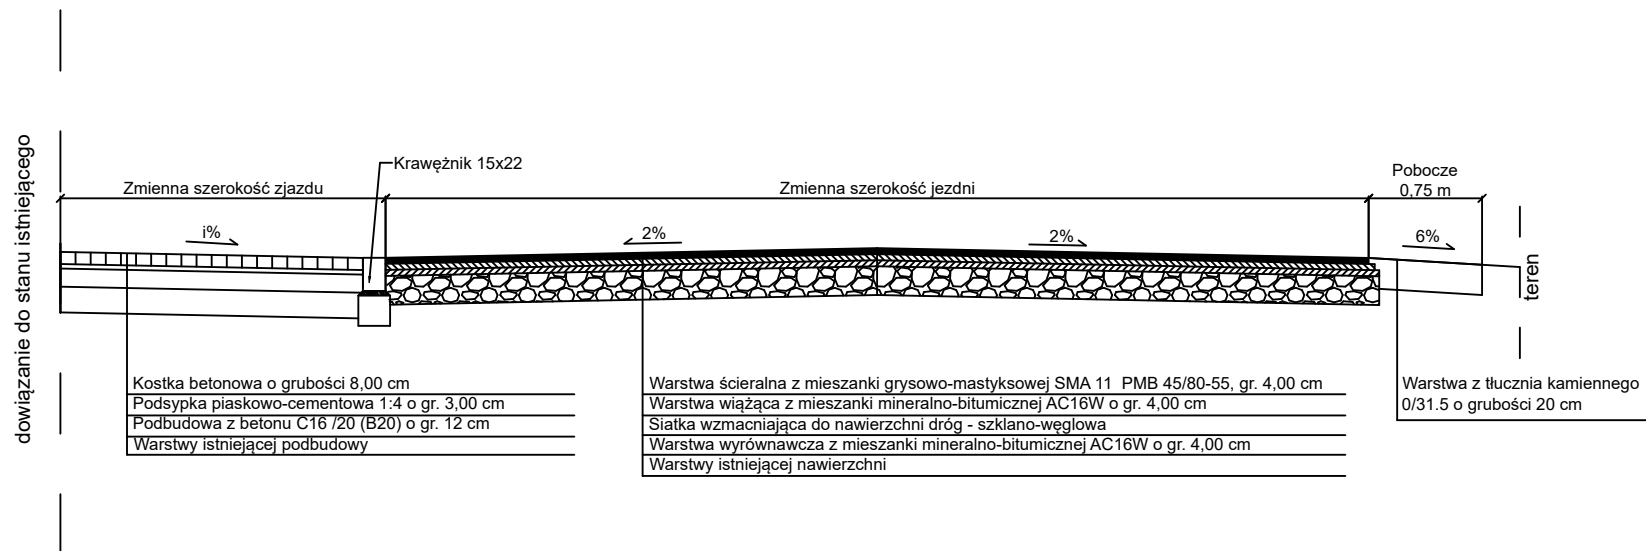 dowiązanie do stanu istniejącego
Krawężnik 15x22
Zmienna szerokość zjazdu
Zmienna szerokość jezdni
Pobocze
0,75 m
i%
2%
2%
6%
teren
Kostka betonowa o grubości 8,00 cm
Podsypka piaskowo-cementowa 1:4 o gr. 3,00 cm
Podbudowa z betonu C16 /20 (B20) o gr. 12 cm
Warstwy istniejącej podbudowy
Warstwa ścieralna z mieszanki grysowo-mastyksowej SMA 11 PMB 45/80-55, gr. 4,00 cm
Warstwa wiążąca z mieszanki mineralno-bitumicznej AC16W o gr. 4,00 cm
Siatka wzmacniająca do nawierzchni dróg - szklano-węglowa
Warstwa wyrównawcza z mieszanki mineralno-bitumicznej AC16W o gr. 4,00 cm
Warstwy istniejącej nawierzchni
Warstwa z tłucznia kamiennego
0/31.5 o grubości 20 cm